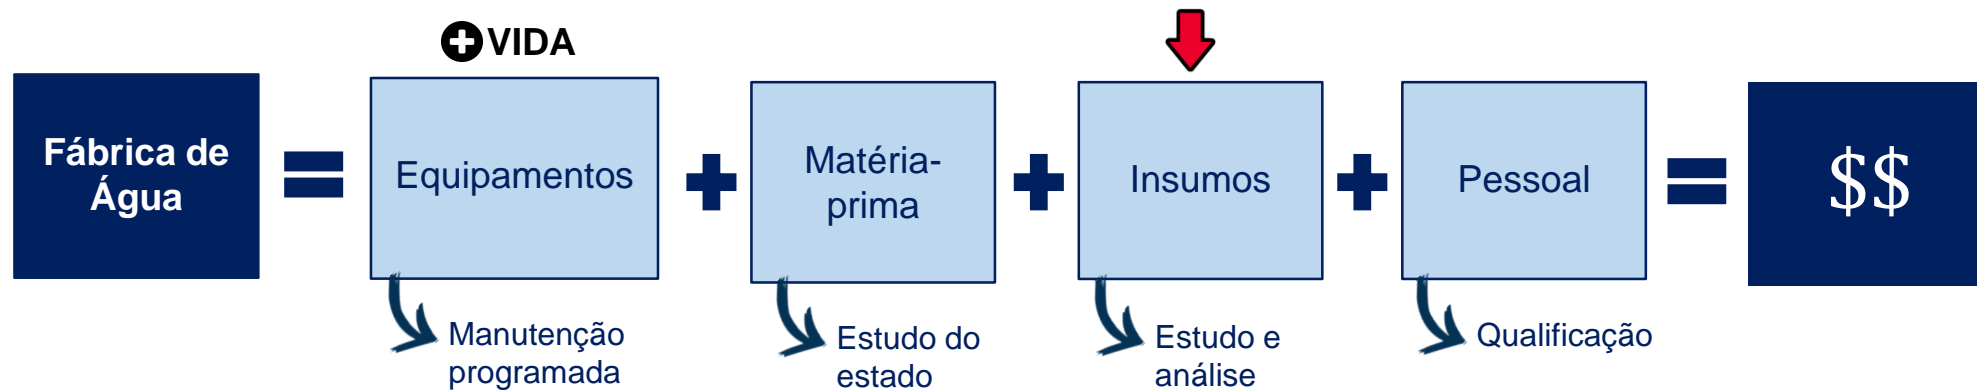 VIDA
Fábrica de
Água
Equipamentos
Matéria-
prima
Insumos
Pessoal
$$
Manutenção
programada
Estudo do
estado
Estudo e
análise
Qualificação